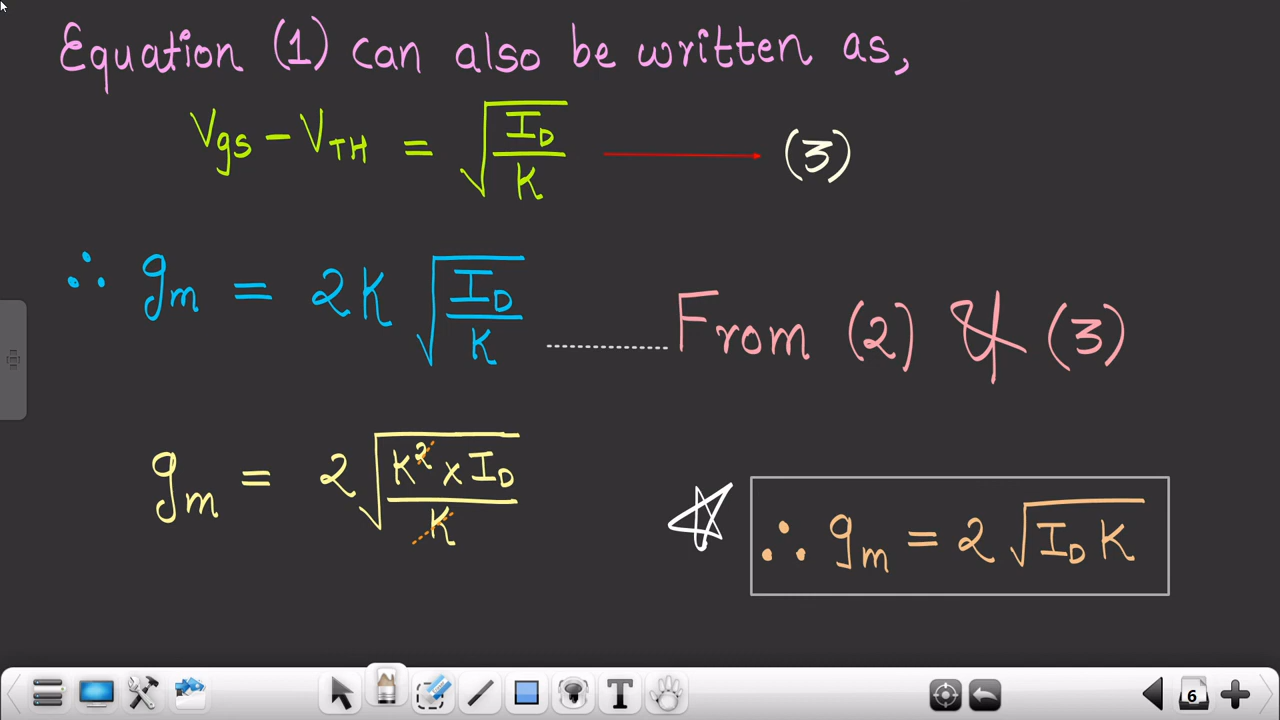 Equation (1) can also be written as,
Vgs - VTH = √(ID/K) → (3)
∴ gm = 2K √(ID/K) ......... From (2) & (3)
gm = 2 √(K² x ID/K)
∴ gm = 2 √(ID K)
T
6